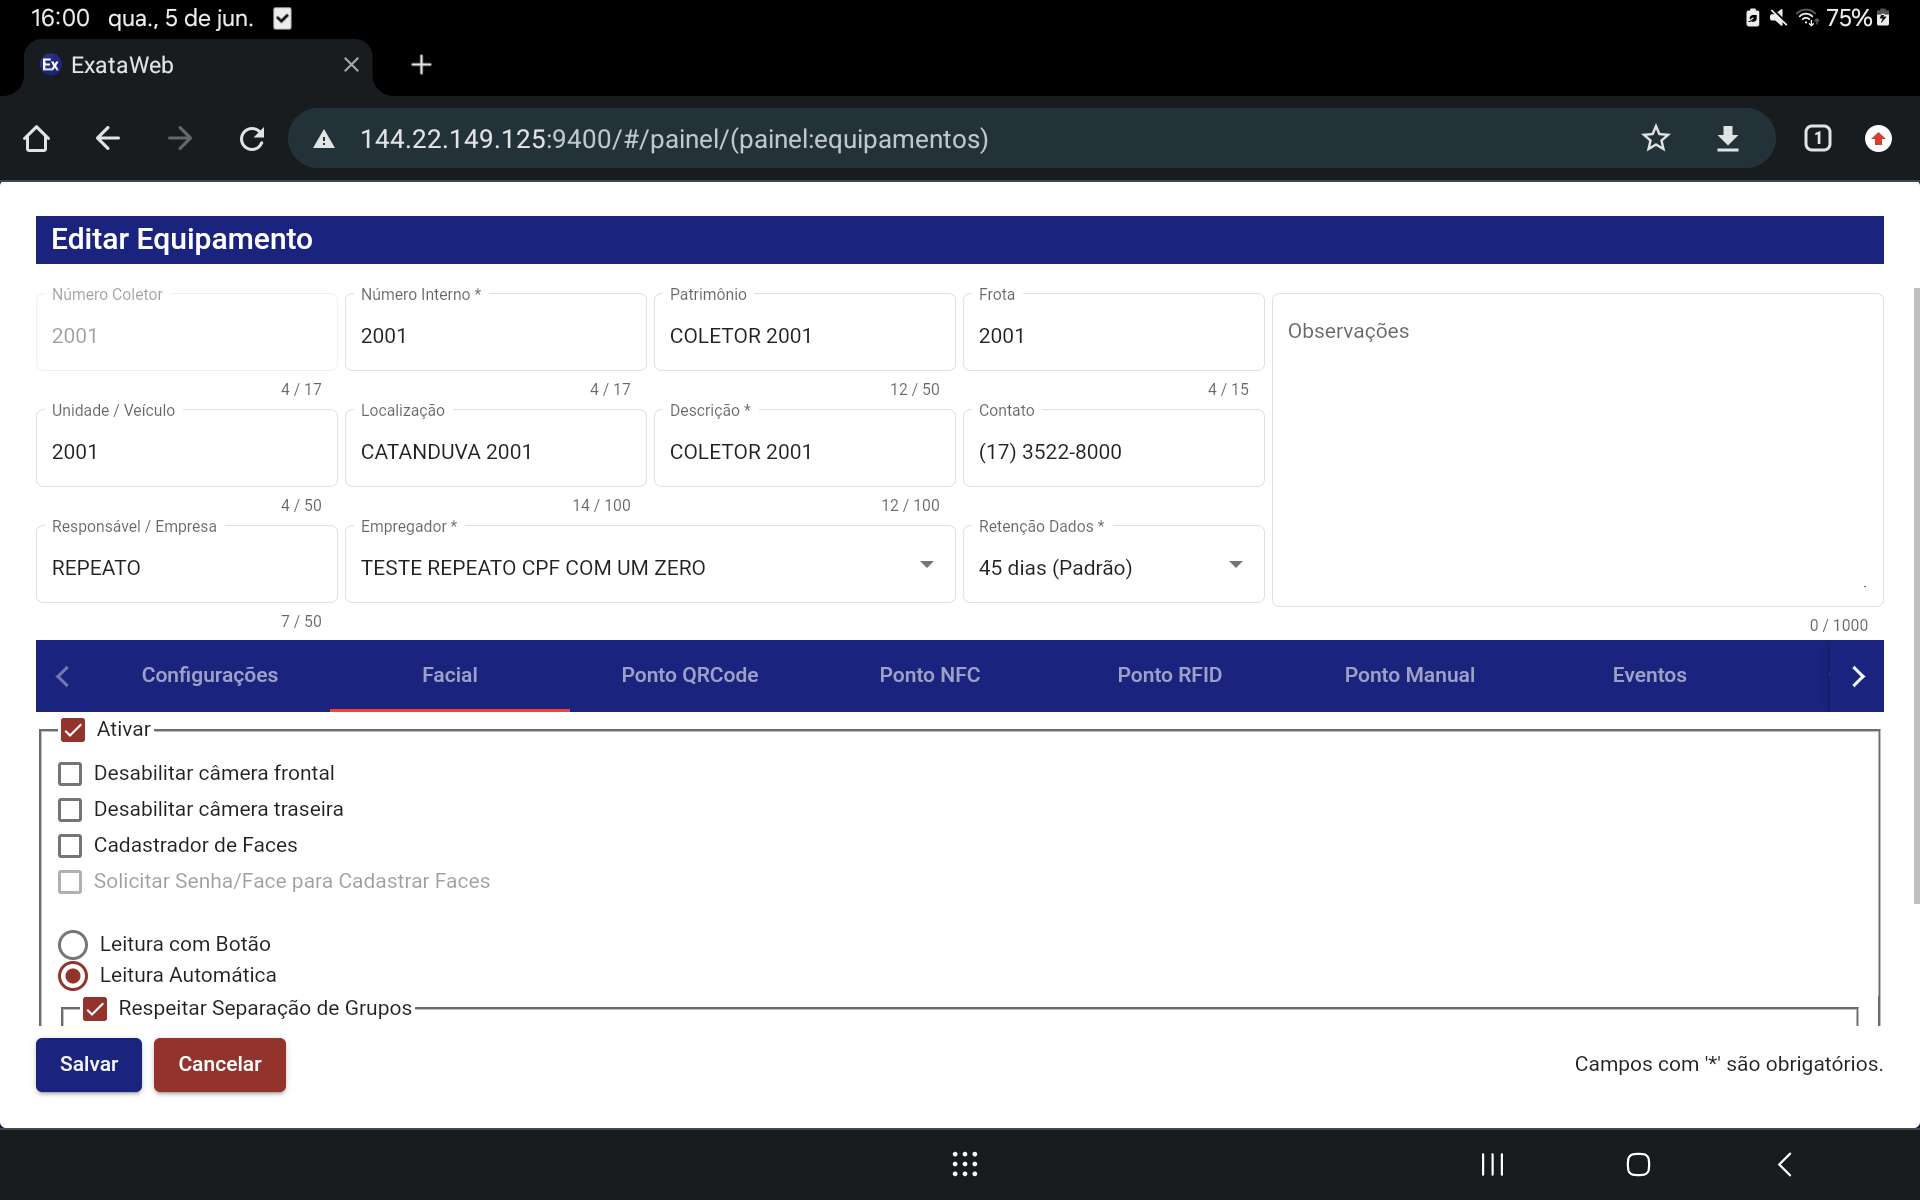 16:00 qua., 5 de jun. 75%
Ex ExataWeb
144.22.149.125:9400/#/painel/(painel:equipamentos) 1
Editar Equipamento
Número Coletor Número Interno * Patrimônio Frota
2001 2001 COLETOR 2001 2001 Observações
4 / 17 4 / 17 12 / 50 4 / 15
Unidade / Veículo Localização Descrição * Contato
2001 CATANDUVA 2001 COLETOR 2001 (17) 3522-8000
4 / 50 14 / 100 12 / 100
Responsável / Empresa Empregador * Retenção Dados *
REPEATO TESTE REPEATO CPF COM UM ZERO 45 dias (Padrão)
7 / 50 0 / 1000
Configurações Facial Ponto QRCode Ponto NFC Ponto RFID Ponto Manual Eventos
Ativar
Desabilitar câmera frontal
Desabilitar câmera traseira
Cadastrador de Faces
Solicitar Senha/Face para Cadastrar Faces
Leitura com Botão
Leitura Automática
Respeitar Separação de Grupos
Salvar Cancelar Campos com '*' são obrigatórios.